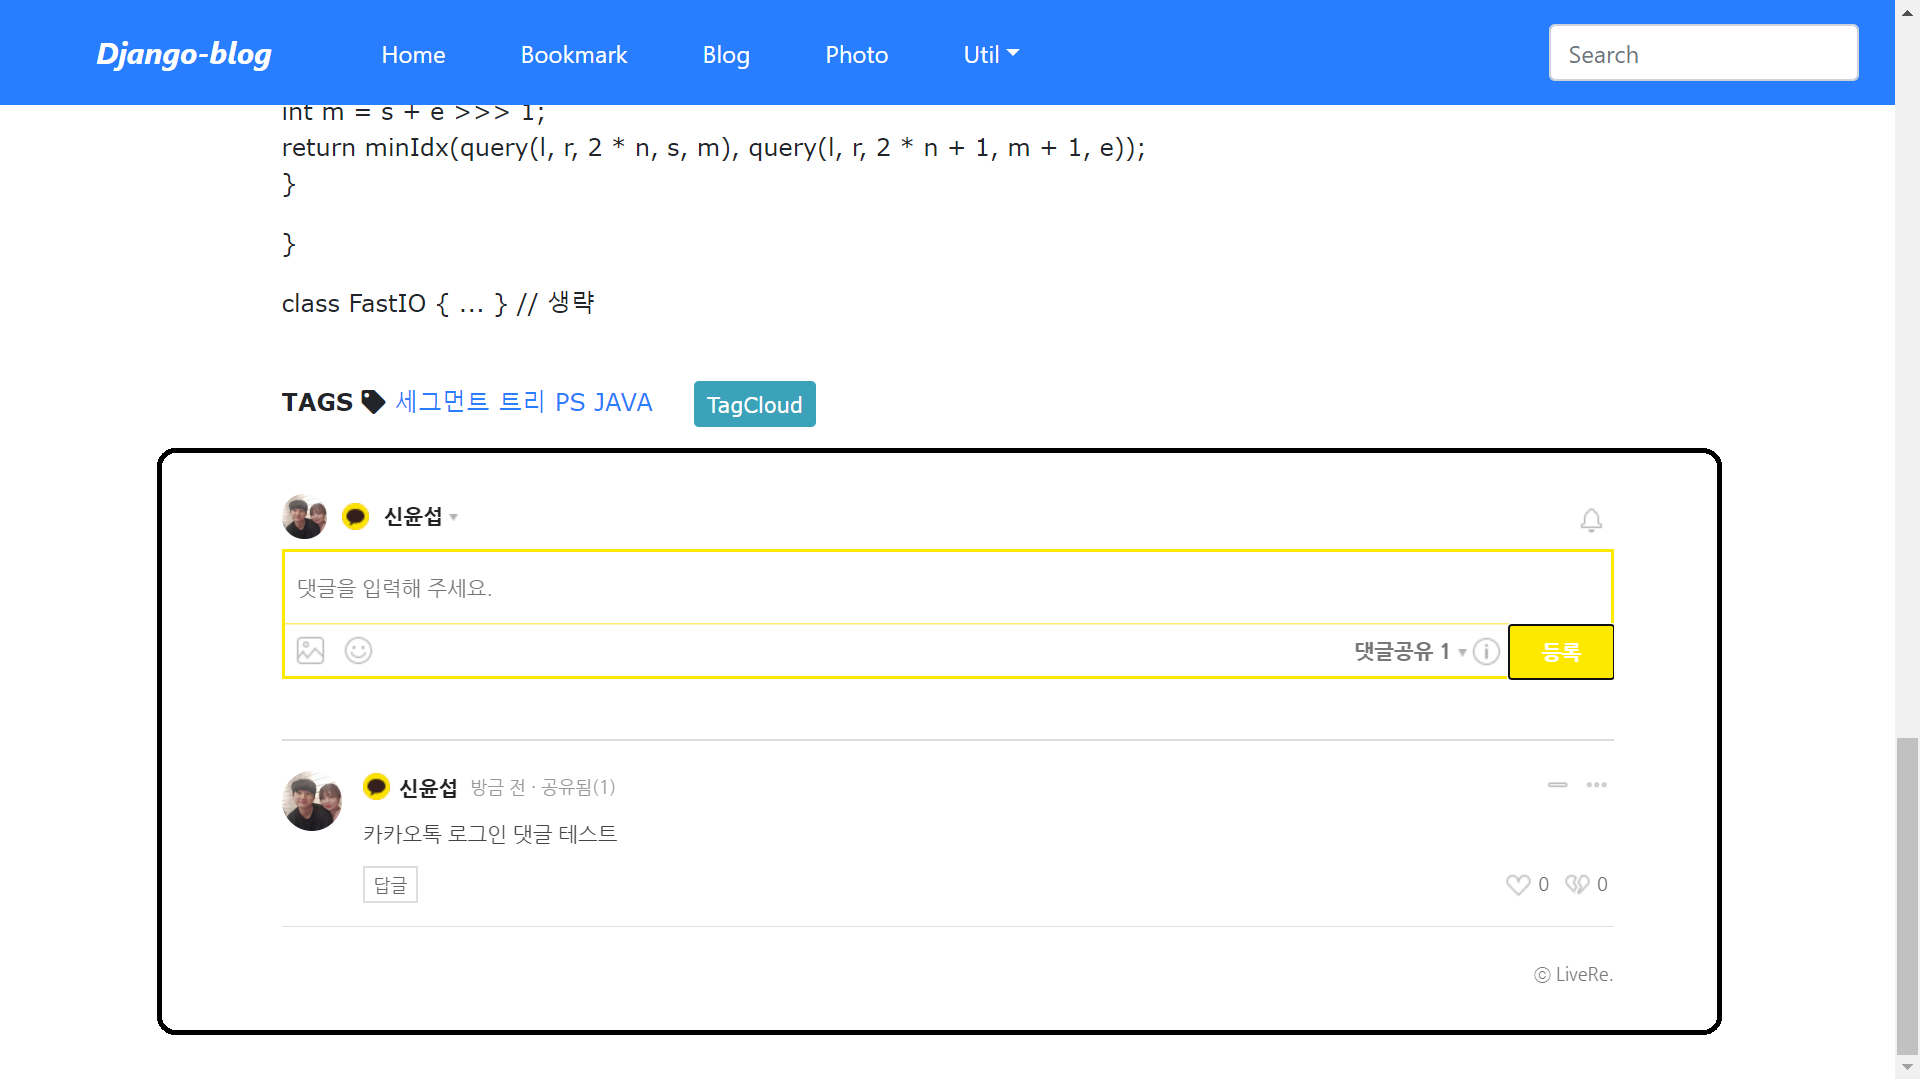 Django-blog Home Bookmark Blog Photo Util Search
int m = s + e >>> 1;
return minIdx(query(l, r, 2 * n, s, m), query(l, r, 2 * n + 1, m + 1, e));
}
}
class FastIO { ... } // 생략
TAGS 세그먼트 트리 PS JAVA TagCloud
신윤섭
댓글을 입력해 주세요.
댓글공유 1 등록
신윤섭 방금 전 · 공유됨(1)
카카오톡 로그인 댓글 테스트
답글 0 0
ⓒ LiveRe.